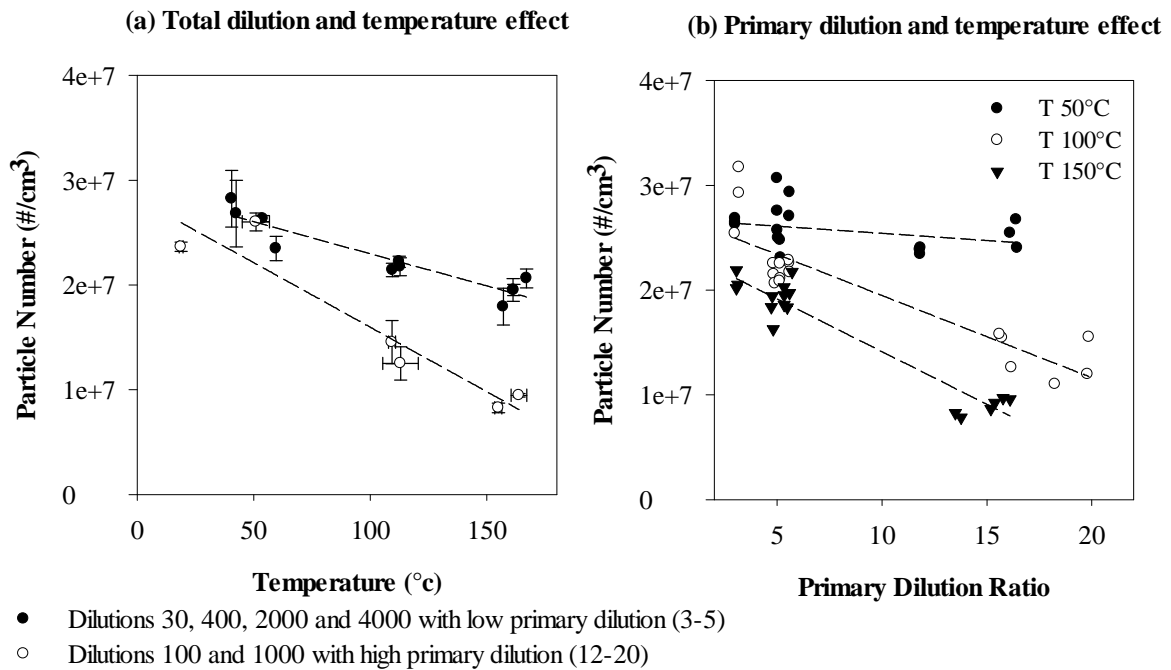 (a) Total dilution and temperature effect
(b) Primary dilution and temperature effect
4e+7
3e+7
2e+7
1e+7
0
Particle Number (#/cm³)
0 50 100 150
Temperature (°c)
4e+7
3e+7
2e+7
1e+7
0
Particle Number (#/cm³)
T 50°C
T 100°C
T 150°C
5 10 15 20
Primary Dilution Ratio
Dilutions 30, 400, 2000 and 4000 with low primary dilution (3-5)
Dilutions 100 and 1000 with high primary dilution (12-20)